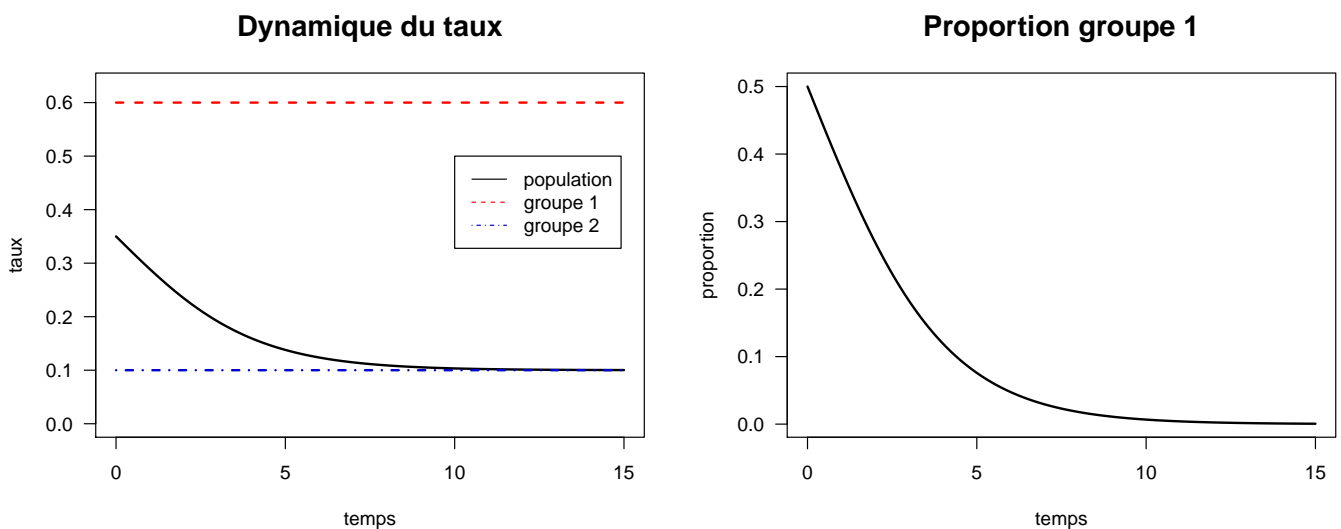 Dynamique du taux
taux
0.6
0.5
0.4
0.3
0.2
0.1
0.0
population
groupe 1
groupe 2
0 5 10 15
temps
Proportion groupe 1
proportion
0.5
0.4
0.3
0.2
0.1
0.0
0 5 10 15
temps